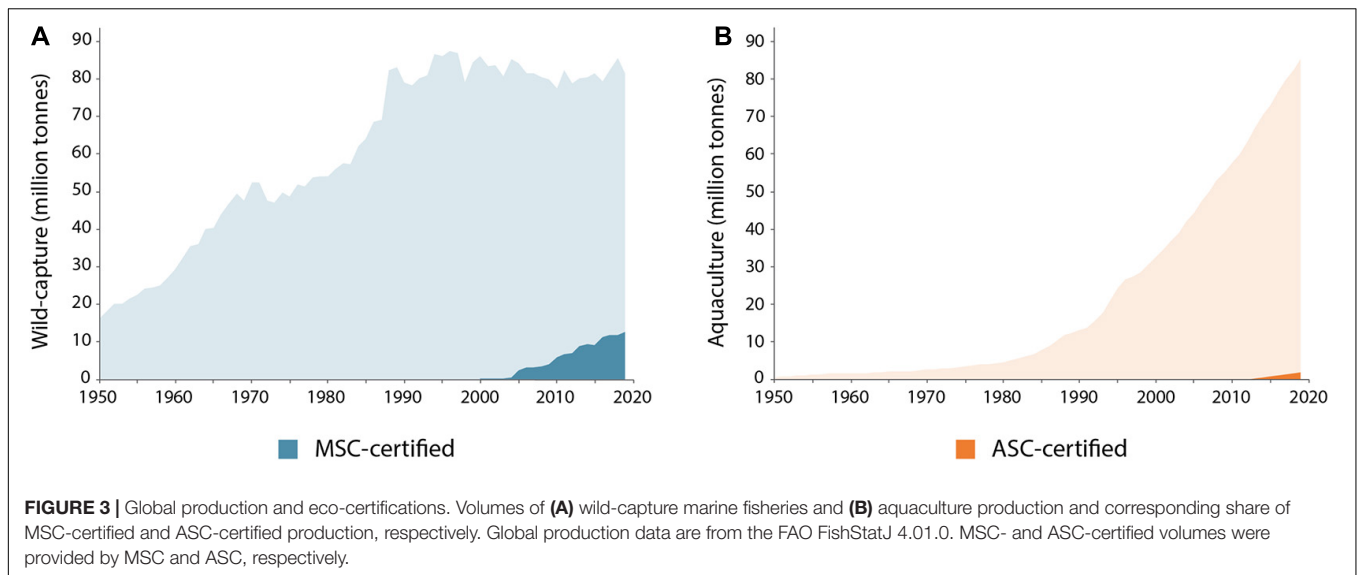 A
Wild-capture (million tonnes)
90
80
70
60
50
40
30
20
10
0
1950 1960 1970 1980 1990 2000 2010 2020
MSC-certified
B
Aquaculture (million tonnes)
90
80
70
60
50
40
30
20
10
0
1950 1960 1970 1980 1990 2000 2010 2020
ASC-certified
FIGURE 3 | Global production and eco-certifications. Volumes of (A) wild-capture marine fisheries and (B) aquaculture production and corresponding share of
MSC-certified and ASC-certified production, respectively. Global production data are from the FAO FishStatJ 4.01.0. MSC- and ASC-certified volumes were
provided by MSC and ASC, respectively.